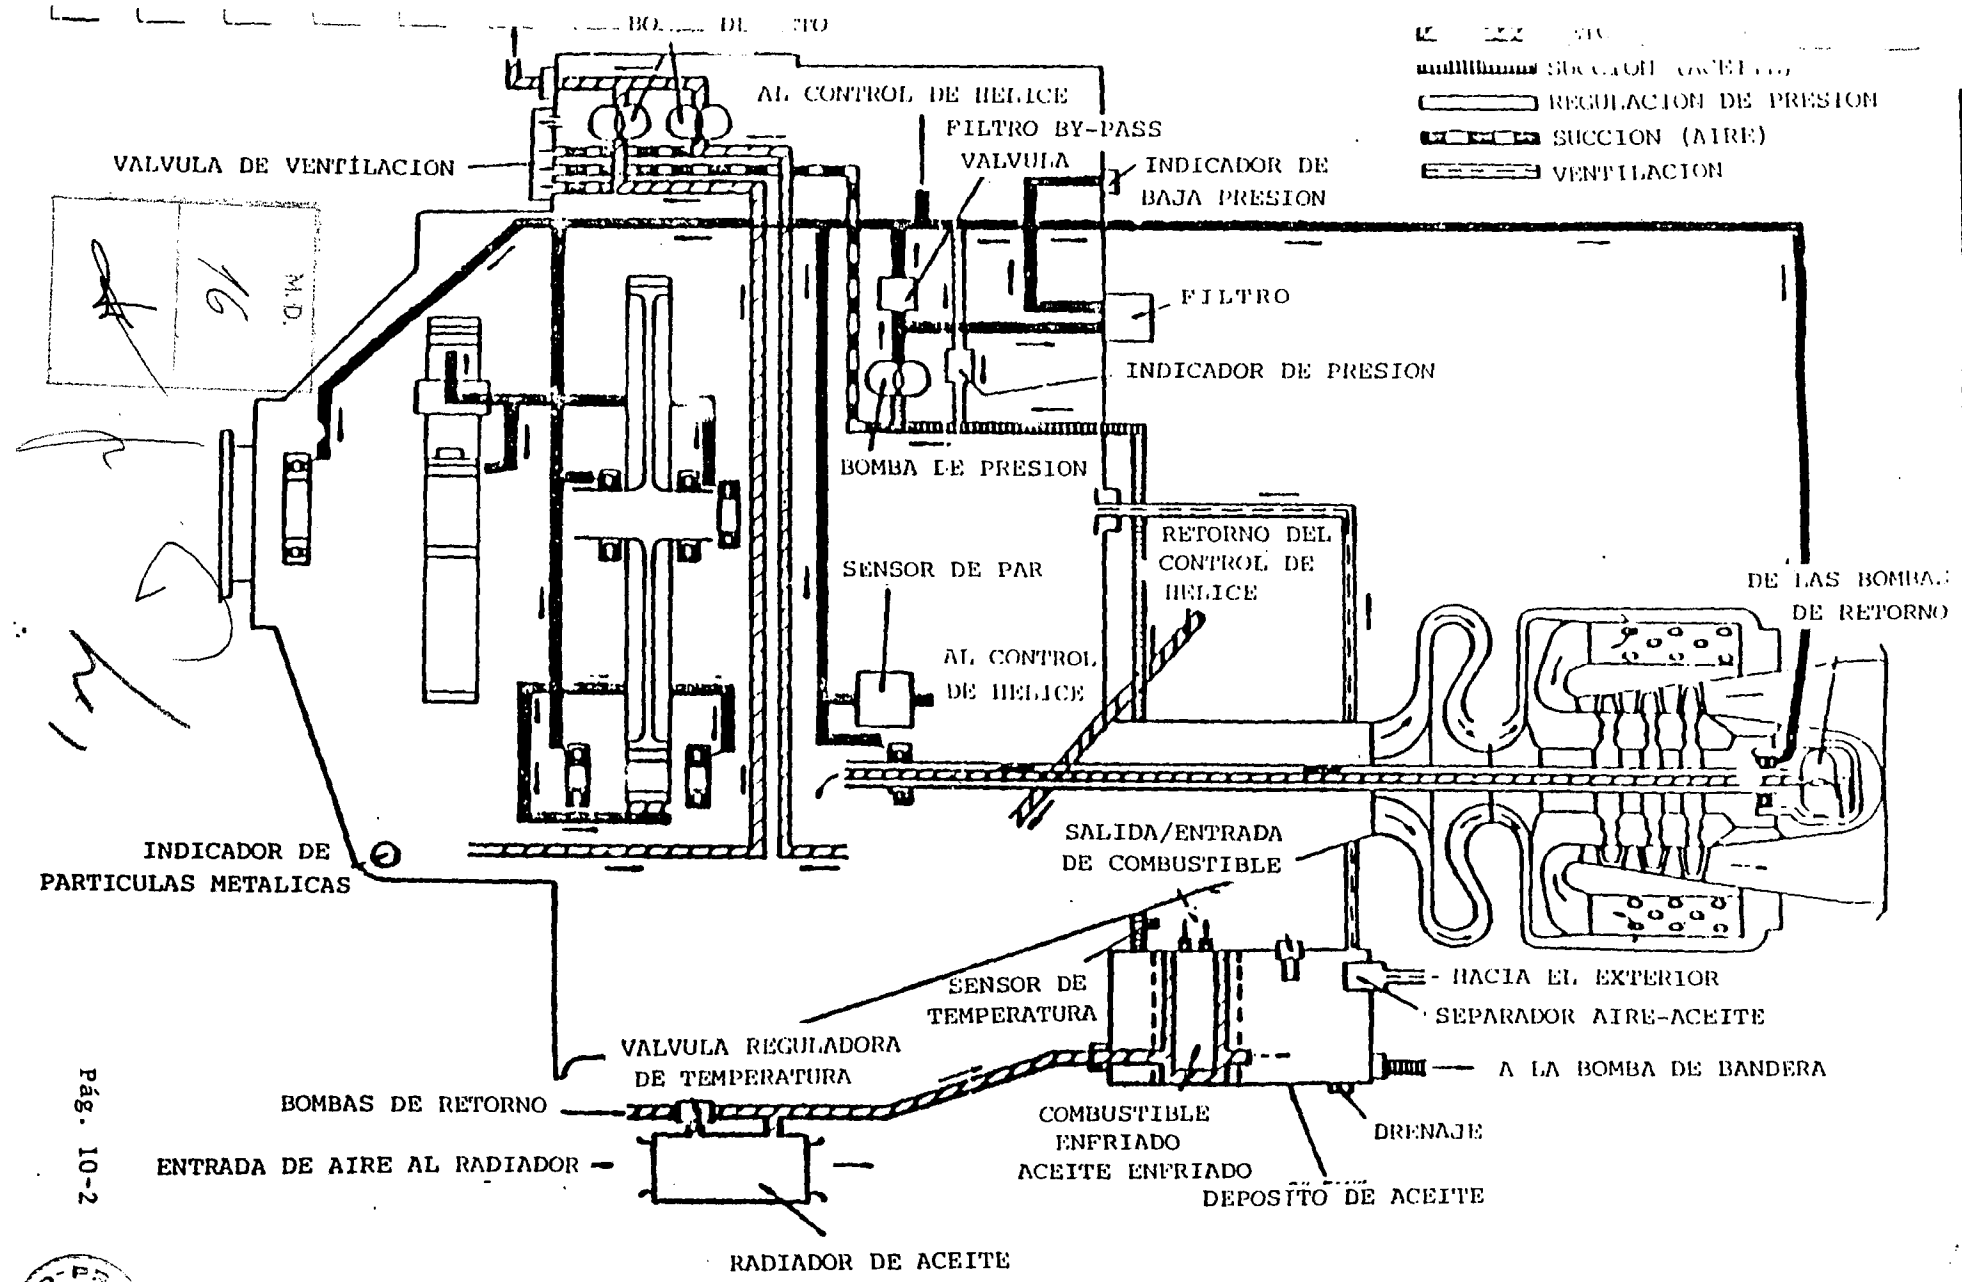 AL CONTROL DE HELICE
FILTRO BY-PASS
VALVULA
VALVULA DE VENTILACION
INDICADOR DE
BAJA PRESION
SUCCION (ACEITE)
REGULACION DE PRESION
SUCCION (AIRE)
VENTILACION
M.D.
16
FILTRO
INDICADOR DE PRESION
BOMBA DE PRESION
RETORNO DEL
CONTROL DE
HELICE
SENSOR DE PAR
DE LAS BOMBAS
DE RETORNO
AL CONTROL
DE HELICE
SALIDA/ENTRADA
DE COMBUSTIBLE
INDICADOR DE
PARTICULAS METALICAS
SENSOR DE
TEMPERATURA
HACIA EL EXTERIOR
SEPARADOR AIRE-ACEITE
VALVULA REGULADORA
DE TEMPERATURA
A LA BOMBA DE BANDERA
BOMBAS DE RETORNO
COMBUSTIBLE
ENFRIADO
ACEITE ENFRIADO
DRENAJE
ENTRADA DE AIRE AL RADIADOR
DEPOSITO DE ACEITE
RADIADOR DE ACEITE
Pág. 10-2